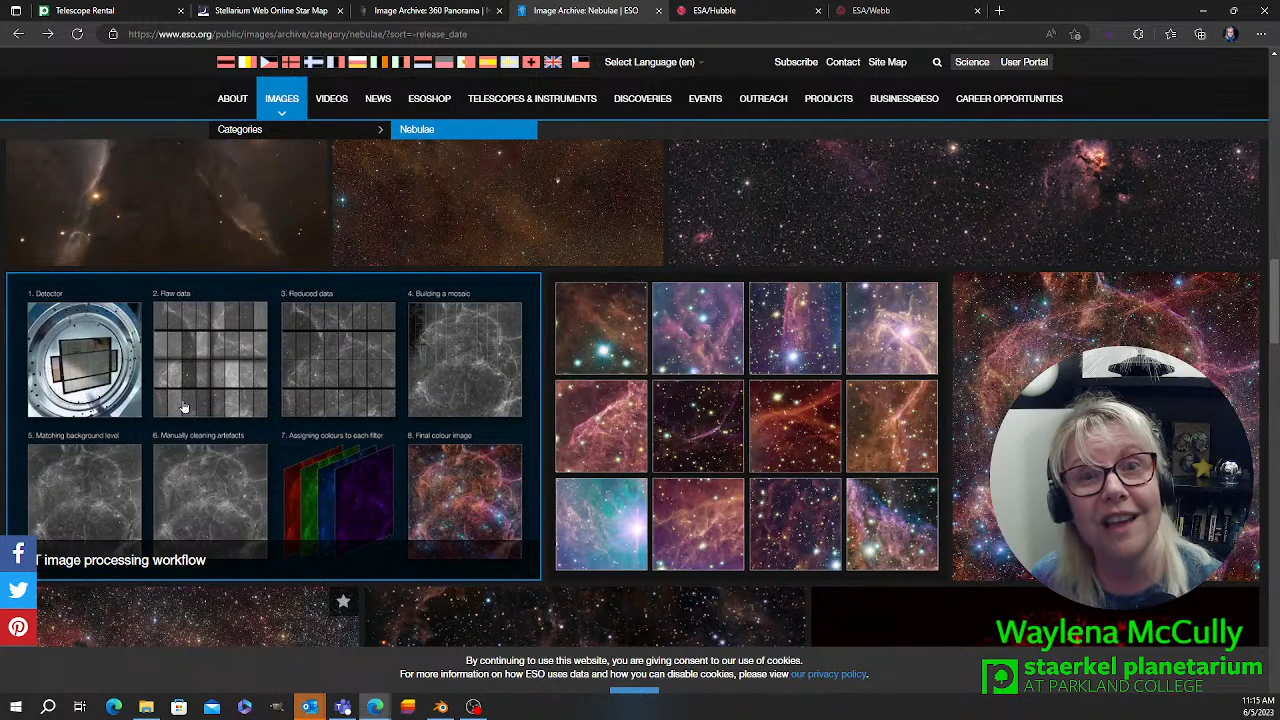 Telescope Rental
Stellarium Web Online Star Map
Image Archive: 360 Panorama |
Image Archive: Nebulae | ESO
ESA/Hubble
ESA/Webb
https://www.eso.org/public/images/archive/category/nebulae/?sort=-release_date
Select Language (en)
Subscribe Contact Site Map
Science User Portal
ABOUT IMAGES VIDEOS NEWS ESOSHOP TELESCOPES & INSTRUMENTS DISCOVERIES EVENTS OUTREACH PRODUCTS BUSINESS@ESO CAREER OPPORTUNITIES
Categories
Nebulae
1. Detector
2. Raw data
3. Reduced data
4. Building a mosaic
5. Matching background level
6. Manually cleaning artefacts
7. Assigning colours to each filter
8. Final colour image
T image processing workflow
By continuing to use this website, you are giving consent to our use of cookies.
For more information on how ESO uses data and how you can disable cookies, please view our privacy policy.
Waylena McCully
staerkel planetarium
AT PARKLAND COLLEGE
11:15 AM
6/5/2023